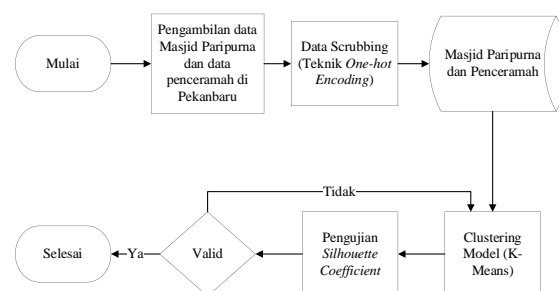 Mulai
Pengambilan data
Masjid Paripurna
dan data
penceramah di
Pekanbaru
Data Scrubbing
(Teknik One-hot
Encoding)
Masjid Paripurna
dan Penceramah
Tidak
Selesai
Ya
Valid
Pengujian
Silhouette
Coefficient
Clustering
Model (K-
Means)